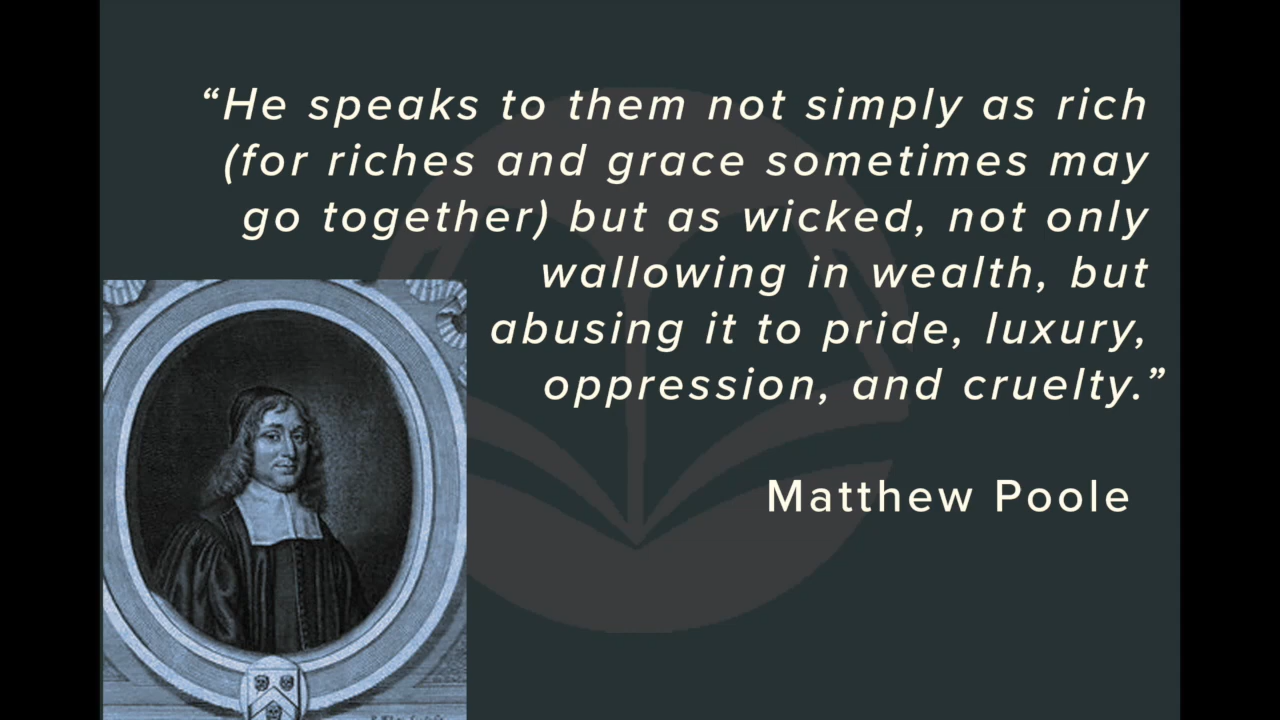 “He speaks to them not simply as rich
(for riches and grace sometimes may
go together) but as wicked, not only
wallowing in wealth, but
abusing it to pride, luxury,
oppression, and cruelty.”
Matthew Poole